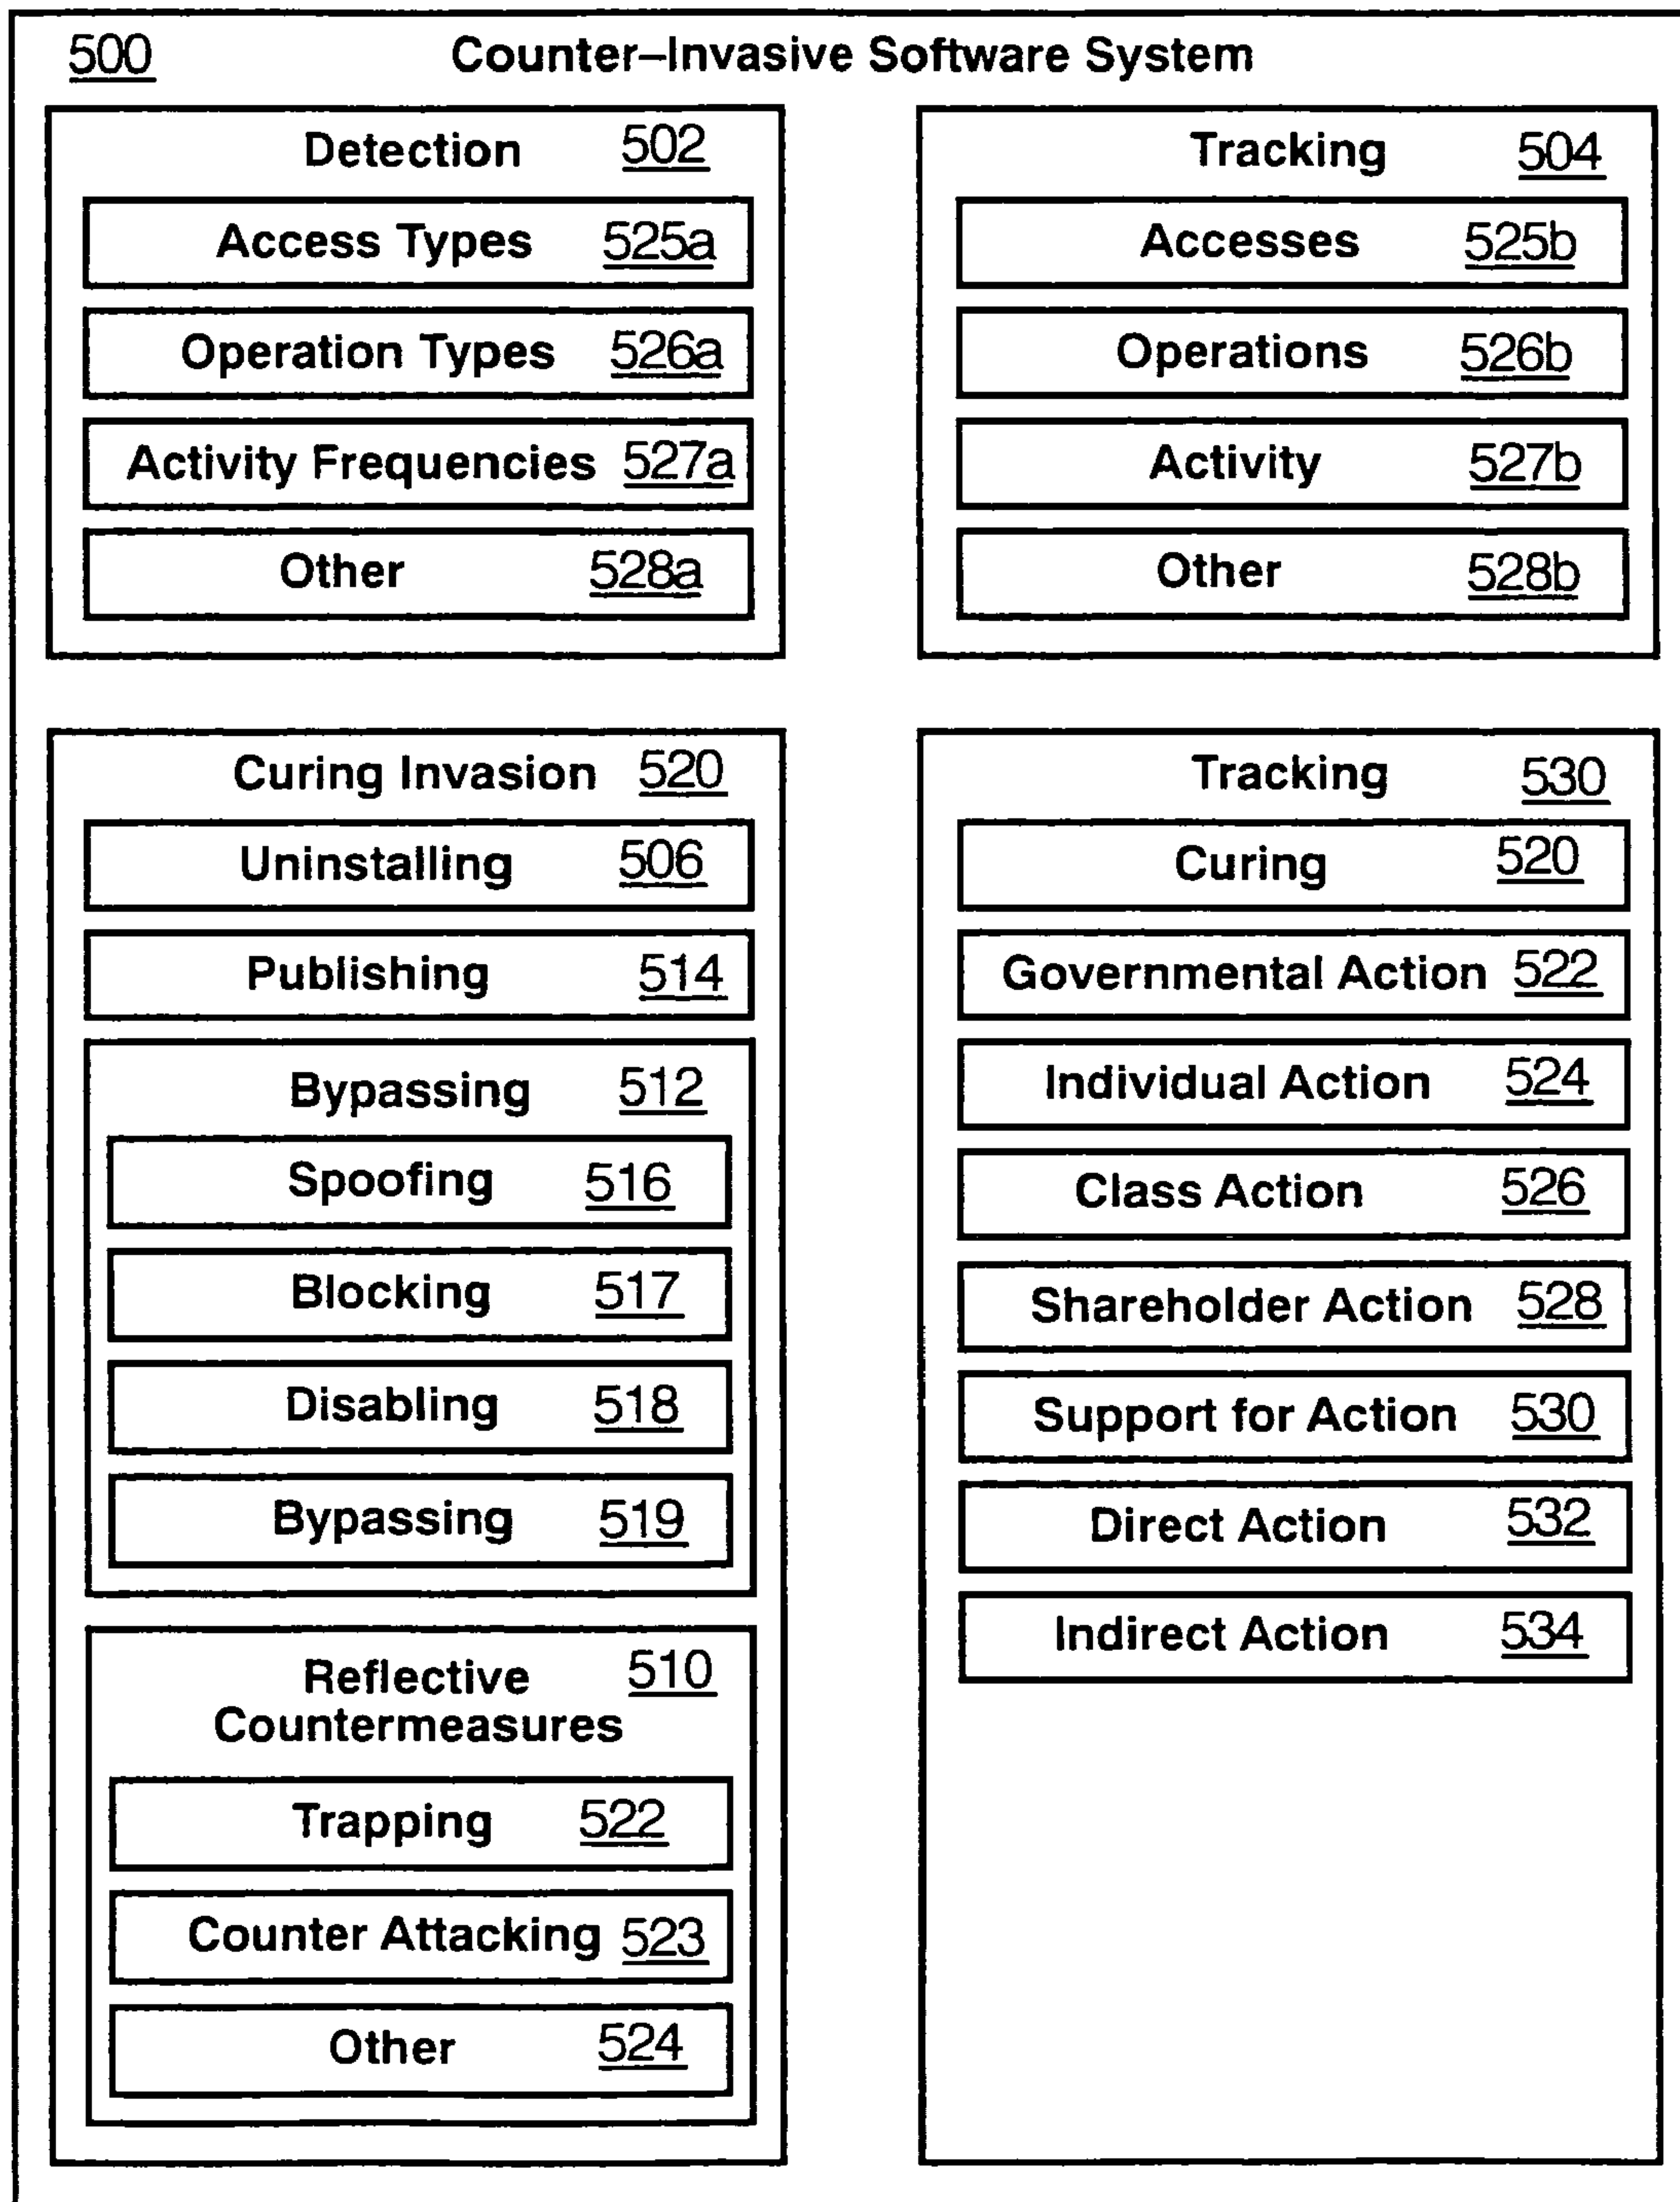 500 Counter–Invasive Software System
Detection 502
Access Types 525a
Operation Types 526a
Activity Frequencies 527a
Other 528a
Tracking 504
Accesses 525b
Operations 526b
Activity 527b
Other 528b
Curing Invasion 520
Uninstalling 506
Publishing 514
Bypassing 512
Spoofing 516
Blocking 517
Disabling 518
Bypassing 519
Reflective 510
Countermeasures
Trapping 522
Counter Attacking 523
Other 524
Tracking 530
Curing 520
Governmental Action 522
Individual Action 524
Class Action 526
Shareholder Action 528
Support for Action 530
Direct Action 532
Indirect Action 534